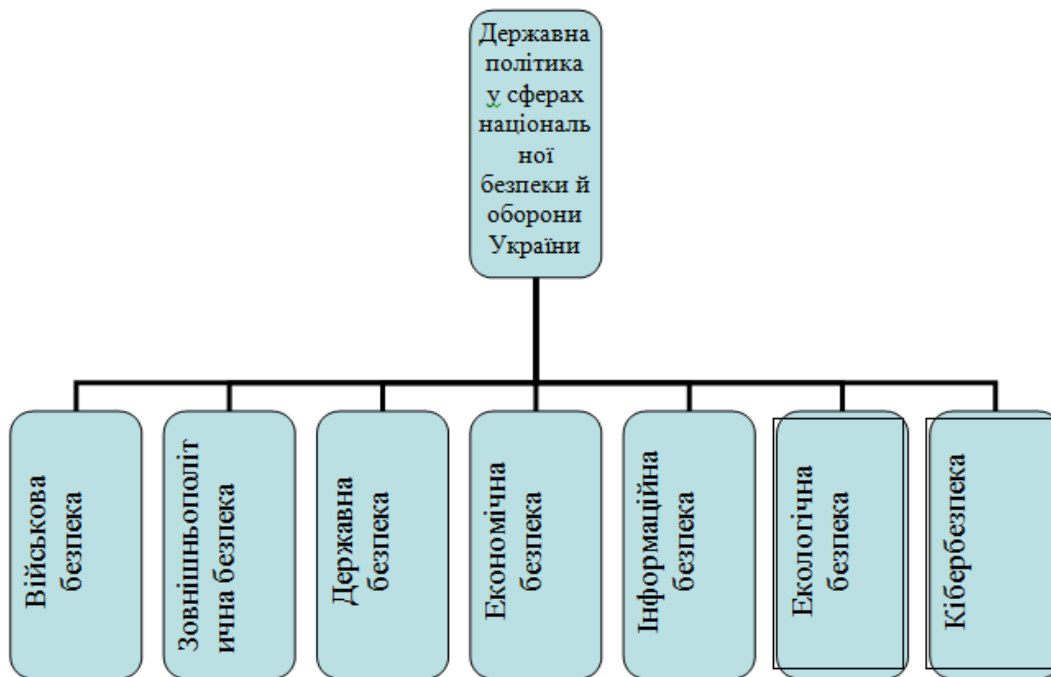 Державна
політика
у сферах
національ
ної
безпеки й
оборони
України
Військова
безпека
Зовнішньополіт
ична безпека
Державна
безпека
Економічна
безпека
Інформаційна
безпека
Екологічна
безпека
Кібербезпека